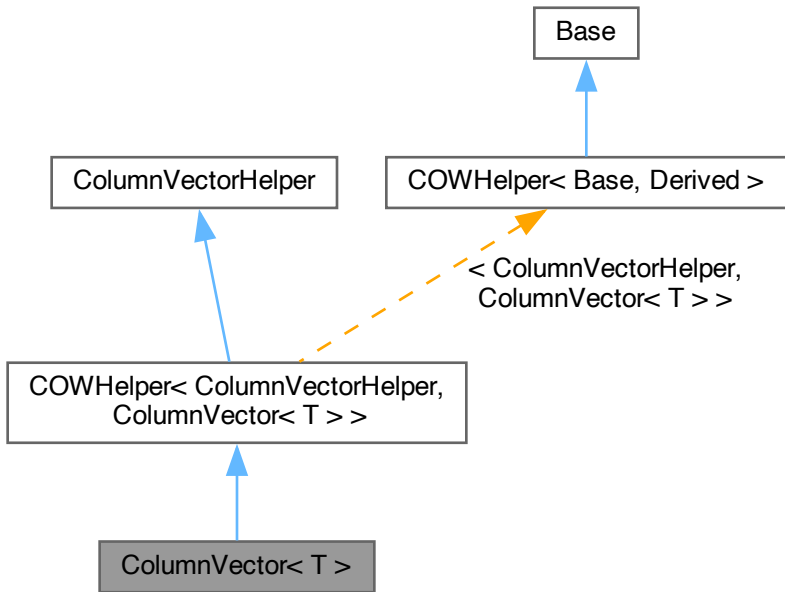 Base
ColumnVectorHelper
COWHelper< Base, Derived >
< ColumnVectorHelper,
ColumnVector< T > >
COWHelper< ColumnVectorHelper,
ColumnVector< T > >
ColumnVector< T >